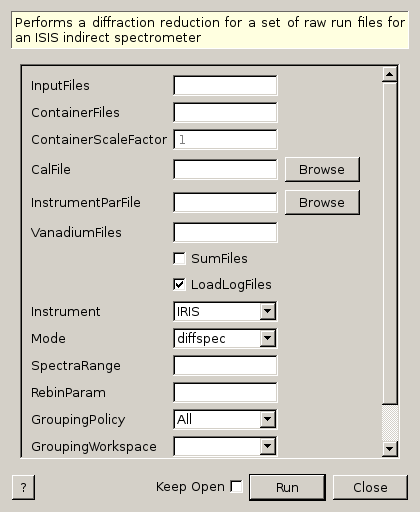 Performs a diffraction reduction for a set of raw run files for
an ISIS indirect spectrometer
InputFiles
ContainerFiles
ContainerScaleFactor 1
CalFile Browse
InstrumentParFile Browse
VanadiumFiles
SumFiles
LoadLogFiles
Instrument IRIS
Mode diffspec
SpectraRange
RebinParam
GroupingPolicy All
GroupingWorkspace
? Keep Open Run Close